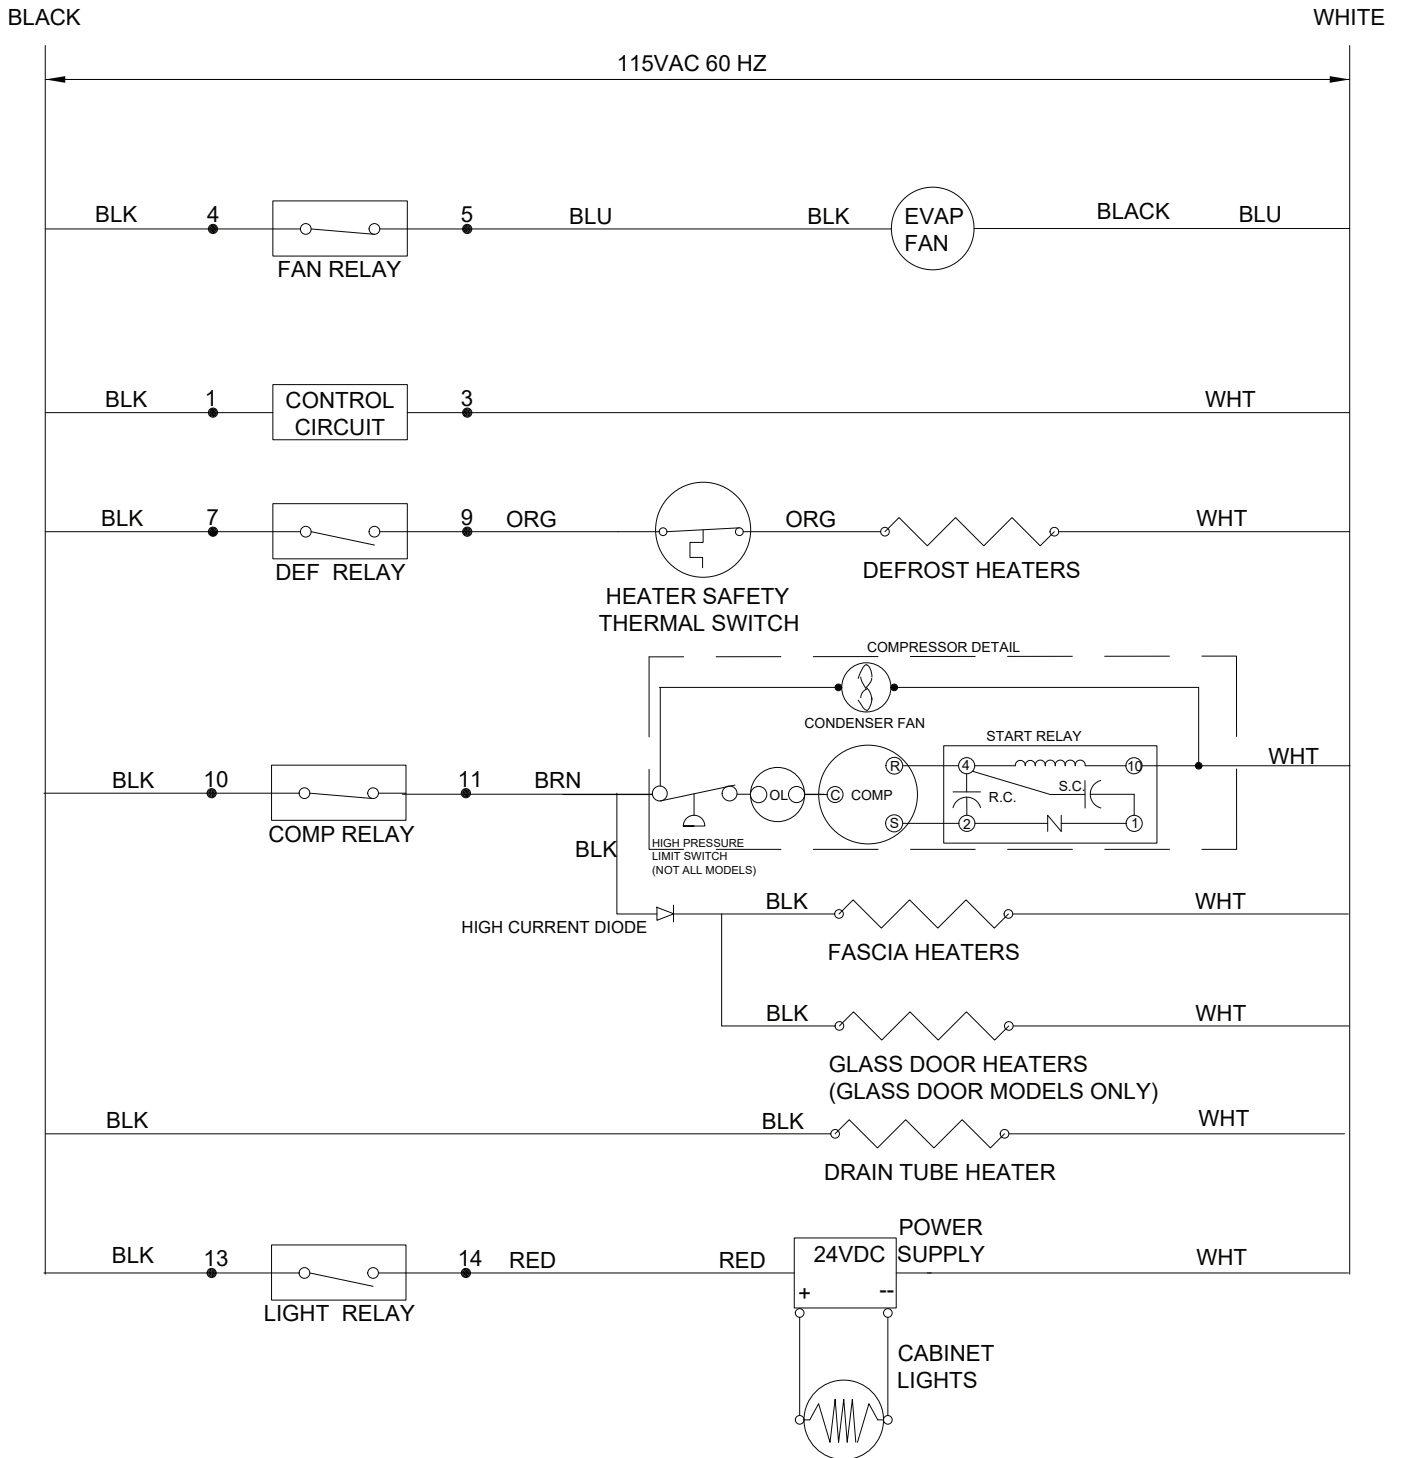 BLACK
WHITE
115VAC 60 HZ
BLK
4
5
BLU
BLK
EVAP
FAN
BLACK
BLU
FAN RELAY
BLK
1
CONTROL
CIRCUIT
3
WHT
BLK
7
9
ORG
ORG
WHT
DEF RELAY
DEFROST HEATERS
HEATER SAFETY
THERMAL SWITCH
COMPRESSOR DETAIL
CONDENSER FAN
START RELAY
BLK
10
11
BRN
OL
C
COMP
R
S
4
10
R.C.
S.C.
2
N
1
WHT
COMP RELAY
BLK
HIGH PRESSURE
LIMIT SWITCH
(NOT ALL MODELS)
HIGH CURRENT DIODE
BLK
WHT
FASCIA HEATERS
BLK
WHT
GLASS DOOR HEATERS
(GLASS DOOR MODELS ONLY)
BLK
BLK
WHT
DRAIN TUBE HEATER
BLK
13
14
RED
RED
24VDC
+
--
POWER
SUPPLY
WHT
LIGHT RELAY
CABINET
LIGHTS